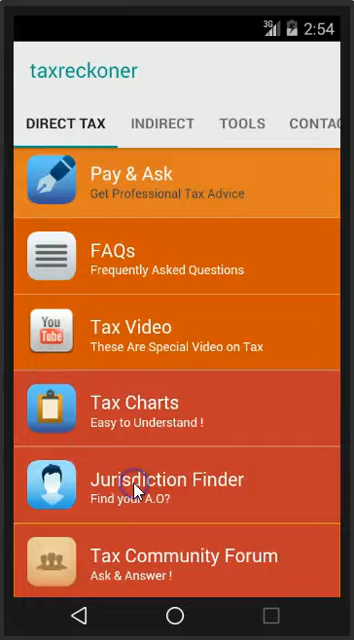 3G 2:54
taxreckoner
DIRECT TAX INDIRECT TOOLS CONTAC
Pay & Ask
Get Professional Tax Advice
FAQs
Frequently Asked Questions
You
Tube
Tax Video
These Are Special Video on Tax
Tax Charts
Easy to Understand !
Jurisdiction Finder
Find your A.O?
Tax Community Forum
Ask & Answer !